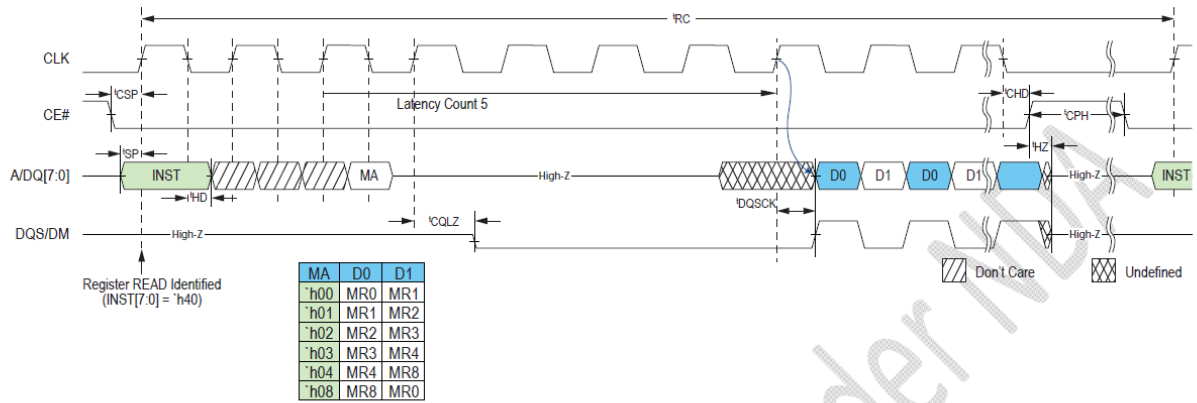 tRC
CLK
tCSP
Latency Count 5
tCHD
CE#
tCPH
tSP
tHZ
A/DQ[7:0]
INST
MA
High-Z
D0
D1
D0
D1
High-Z
INST
tHD
tDQSCK
tCQLZ
DQS/DM
High-Z
High-Z
Register READ Identified
(INST[7:0] = `h40)
Don't Care
Undefined
MA D0 D1
`h00 MR0 MR1
`h01 MR1 MR2
`h02 MR2 MR3
`h03 MR3 MR4
`h04 MR4 MR8
`h08 MR8 MR0
der NDA